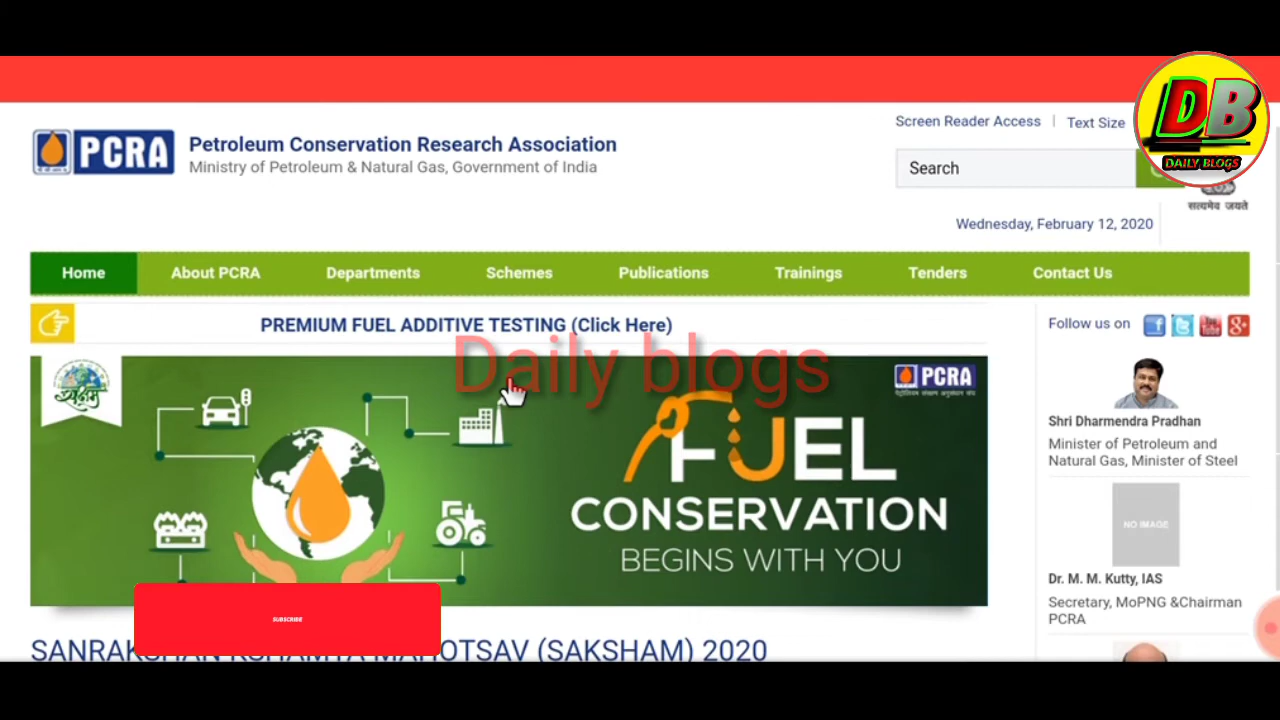 Screen Reader Access
Text Size
DB
DAILY BLOGS
PCRA
Petroleum Conservation Research Association
Ministry of Petroleum & Natural Gas, Government of India
Search
सत्यमेव जयते
Wednesday, February 12, 2020
Home
About PCRA
Departments
Schemes
Publications
Trainings
Tenders
Contact Us
PREMIUM FUEL ADDITIVE TESTING (Click Here)
Follow us on
Daily blogs
PCRA
FUEL
CONSERVATION
BEGINS WITH YOU
Shri Dharmendra Pradhan
Minister of Petroleum and
Natural Gas, Minister of Steel
NO IMAGE
Dr. M. M. Kutty, IAS
Secretary, MoPNG &Chairman
PCRA
SUBSCRIBE
SANRAKSHAN KSHAMTA MAHOTSAV (SAKSHAM) 2020